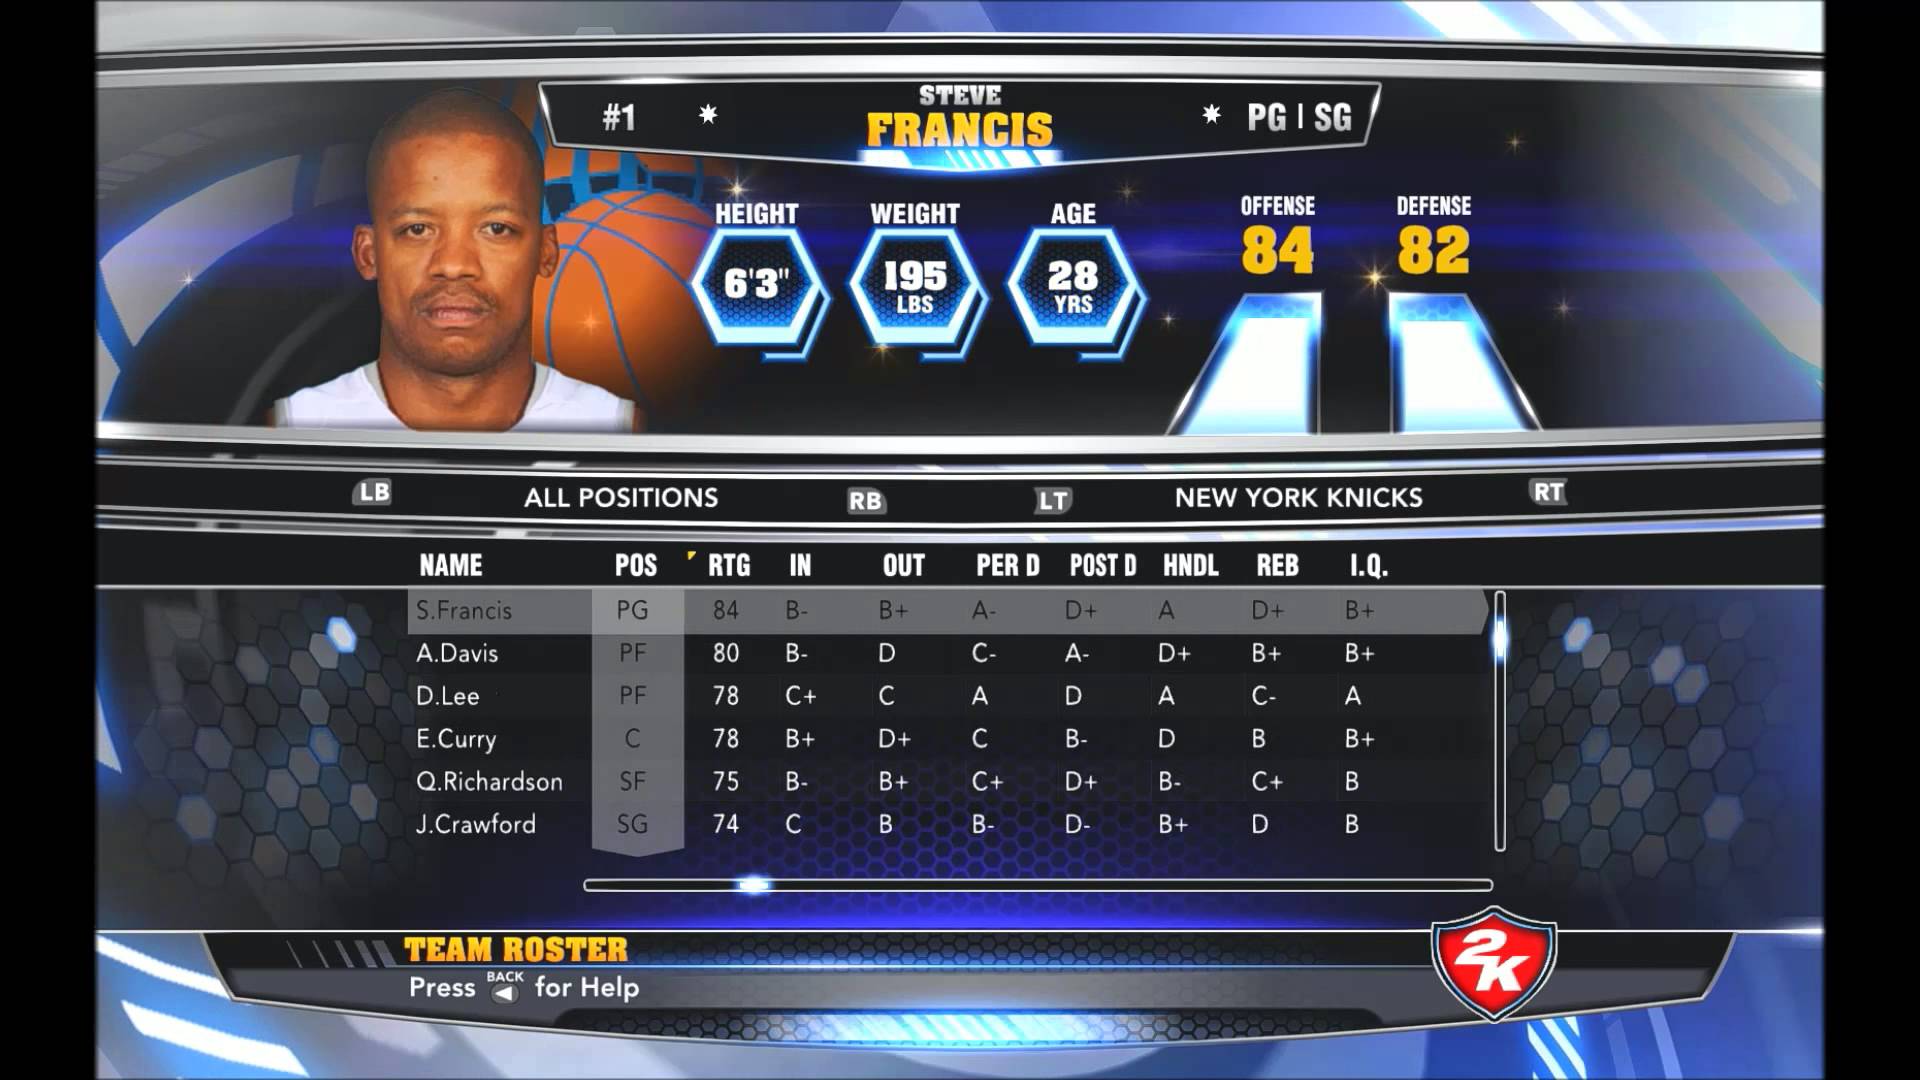 #1 STEVE FRANCIS PG | SG
HEIGHT WEIGHT AGE OFFENSE DEFENSE
6'3" 195 LBS 28 YRS 84 82
LB ALL POSITIONS RB LT NEW YORK KNICKS RT
NAME POS RTG IN OUT PER D POST D HNDL REB I.Q.
S.Francis PG 84 B- B+ A- D+ A D+ B+
A.Davis PF 80 B- D C- A- D+ B+ B+
D.Lee PF 78 C+ C A D A C- A
E.Curry C 78 B+ D+ C B- D B B+
Q.Richardson SF 75 B- B+ C+ D+ B- C+ B
J.Crawford SG 74 C B B- D- B+ D B
TEAM ROSTER
Press BACK for Help
2K